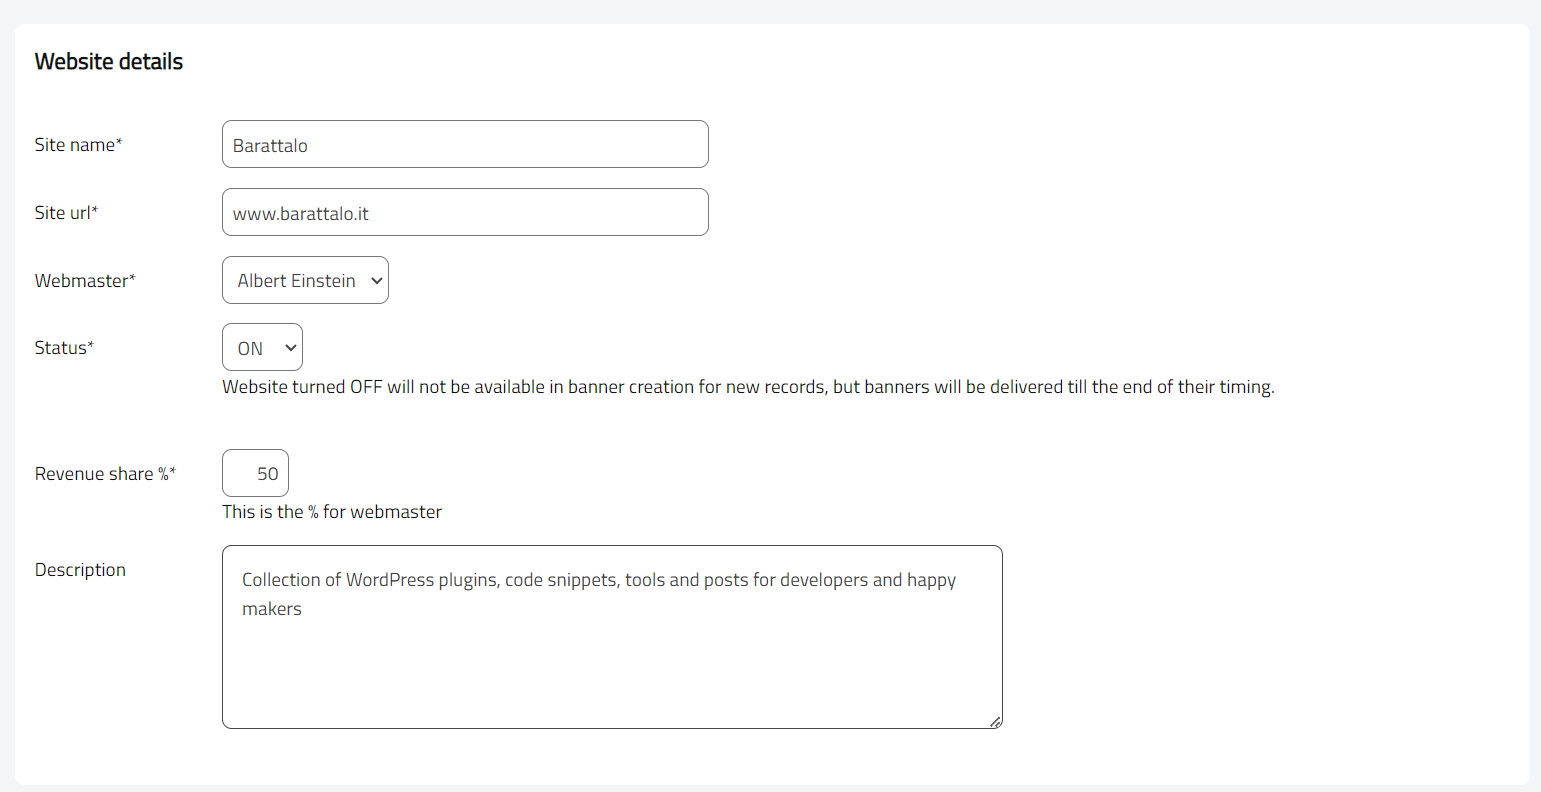 Website details
Site name*
Barattalo
Site url*
www.barattalo.it
Webmaster*
Albert Einstein
Status*
ON
Website turned OFF will not be available in banner creation for new records, but banners will be delivered till the end of their timing.
Revenue share %*
50
This is the % for webmaster
Description
Collection of WordPress plugins, code snippets, tools and posts for developers and happy
makers